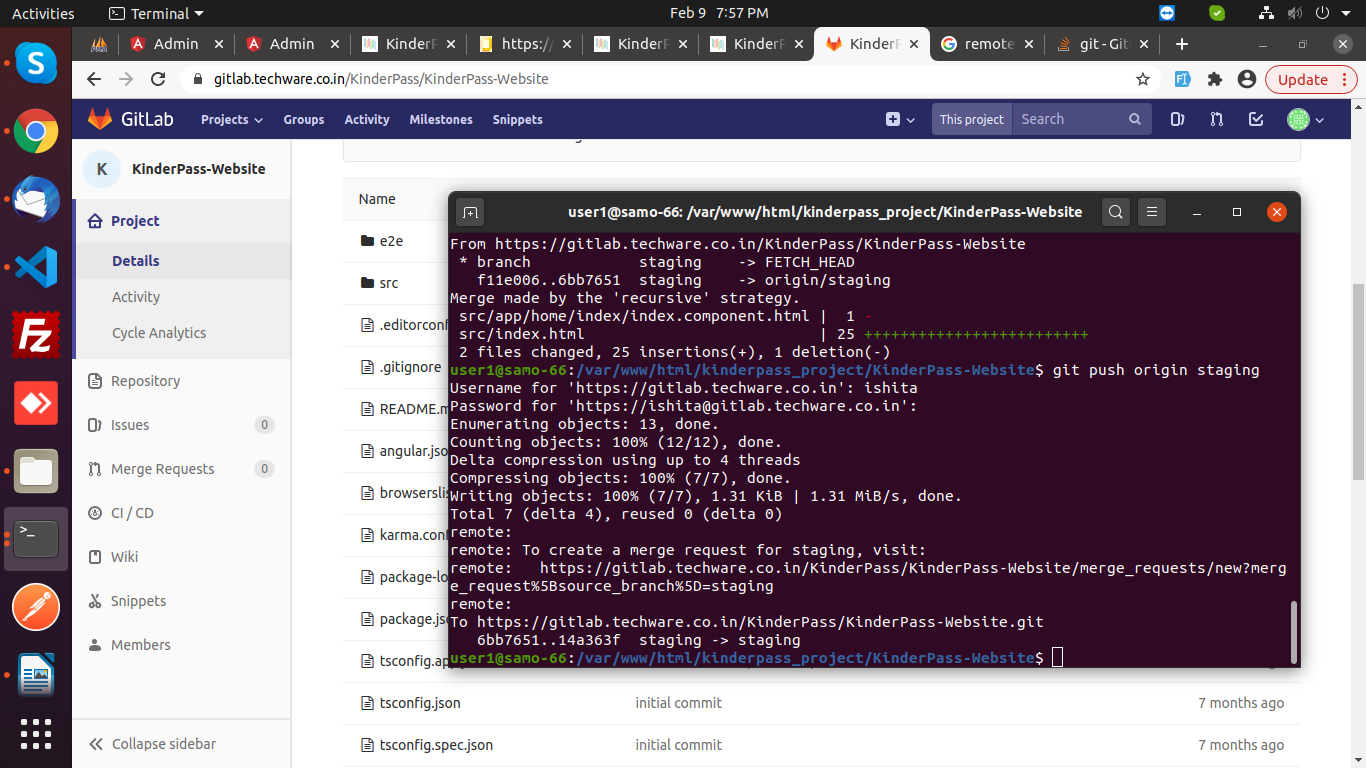 Activities
Terminal
Feb 9 7:57 PM
Admin
Admin
KinderP
https:/
KinderP
KinderP
KinderP
remote
git - Git
gitlab.techware.co.in/KinderPass/KinderPass-Website
Update
GitLab
Projects
Groups
Activity
Milestones
Snippets
This project
Search
K
KinderPass-Website
Project
Details
Activity
Cycle Analytics
Repository
Issues 0
Merge Requests 0
CI / CD
Wiki
Snippets
Members
Collapse sidebar
Name
e2e
src
.editorconf
.gitignore
README.m
angular.jso
browserslis
karma.conf
package-lo
package.jso
tsconfig.ap
tsconfig.json initial commit 7 months ago
tsconfig.spec.json initial commit 7 months ago
user1@samo-66: /var/www/html/kinderpass_project/KinderPass-Website
From https://gitlab.techware.co.in/KinderPass/KinderPass-Website
 * branch            staging    -> FETCH_HEAD
   f11e006..6bb7651  staging    -> origin/staging
Merge made by the 'recursive' strategy.
 src/app/home/index/index.component.html |  1 -
 src/index.html                          | 25 +++++++++++++++++++++++++
 2 files changed, 25 insertions(+), 1 deletion(-)
user1@samo-66:/var/www/html/kinderpass_project/KinderPass-Website$ git push origin staging
Username for 'https://gitlab.techware.co.in': ishita
Password for 'https://ishita@gitlab.techware.co.in':
Enumerating objects: 13, done.
Counting objects: 100% (12/12), done.
Delta compression using up to 4 threads
Compressing objects: 100% (7/7), done.
Writing objects: 100% (7/7), 1.31 KiB | 1.31 MiB/s, done.
Total 7 (delta 4), reused 0 (delta 0)
remote:
remote: To create a merge request for staging, visit:
remote:   https://gitlab.techware.co.in/KinderPass/KinderPass-Website/merge_requests/new?merg
e_request%5Bsource_branch%5D=staging
remote:
To https://gitlab.techware.co.in/KinderPass/KinderPass-Website.git
   6bb7651..14a363f  staging -> staging
user1@samo-66:/var/www/html/kinderpass_project/KinderPass-Website$